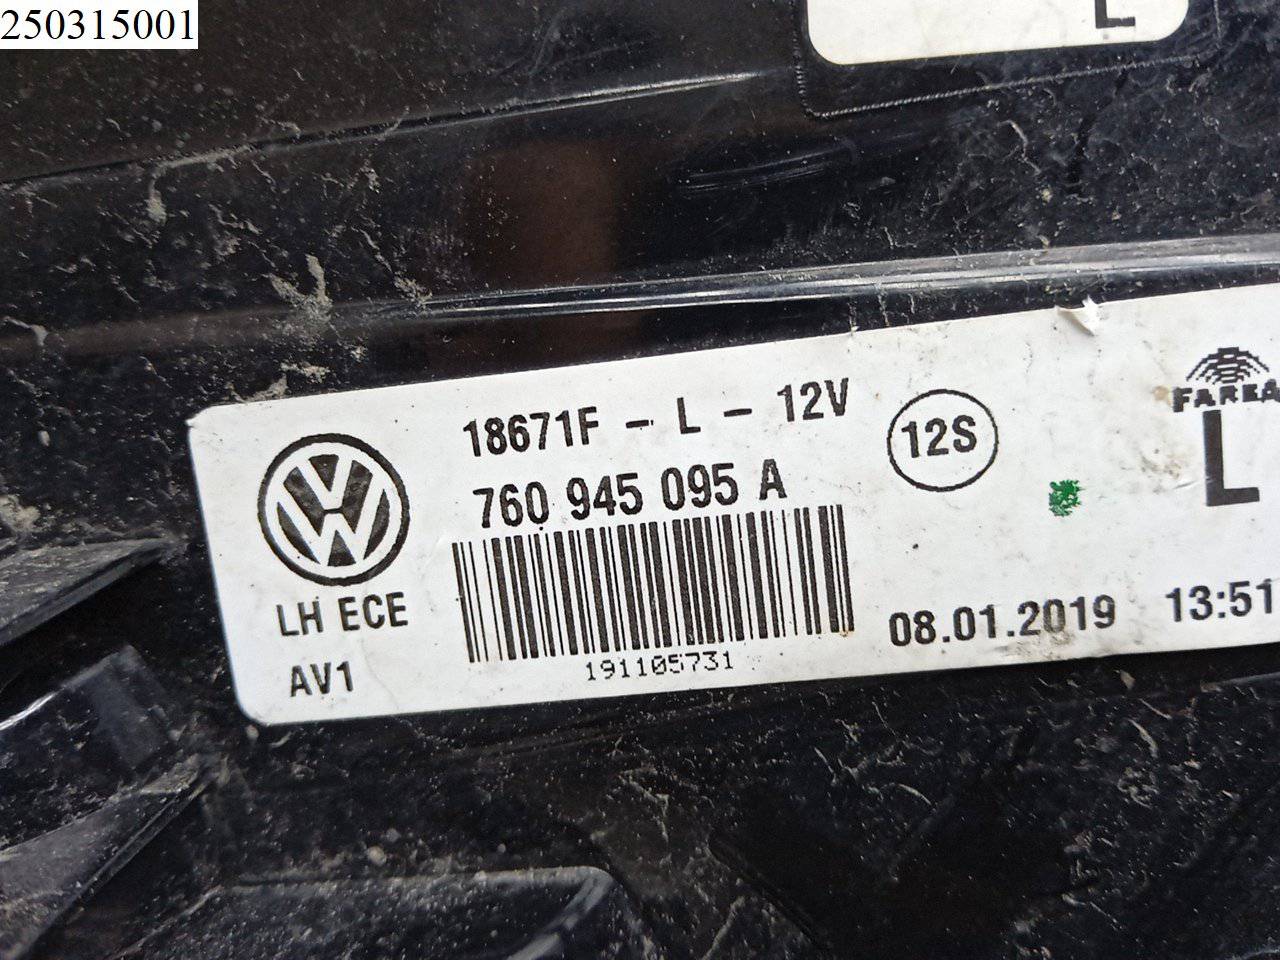 250315001
L
18671F - L - 12V
12S
FAREA
L
760 945 095 A
LH ECE
AV1
191105731
08.01.2019 13:51